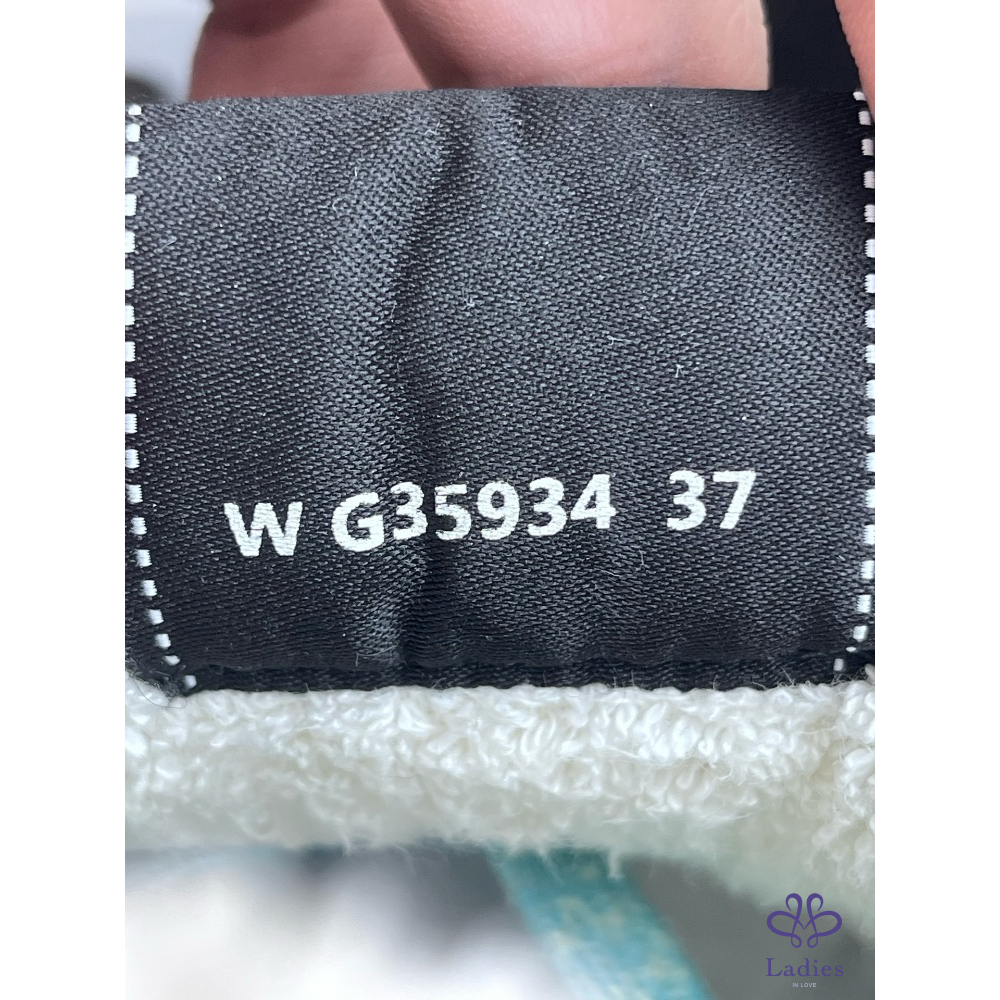 W G35934 37
Ladies
IN LOVE